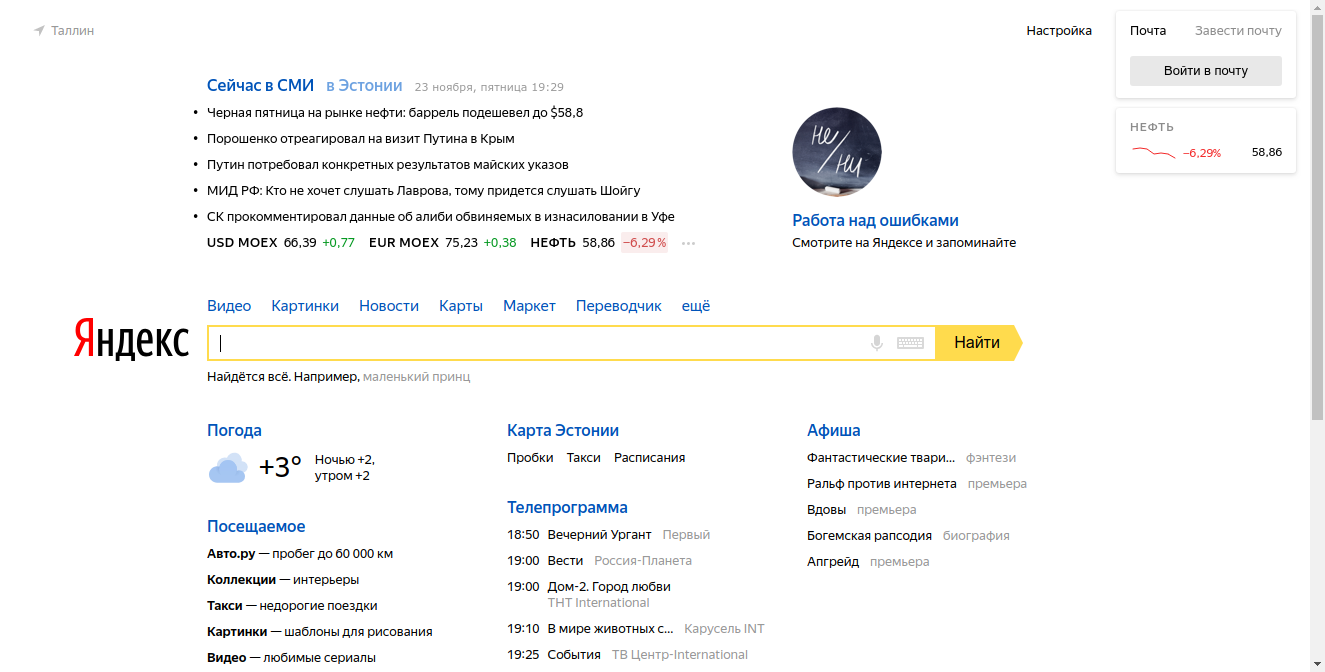 Таллин
Настройка
Почта Завести почту
Войти в почту
НЕФТЬ
−6,29% 58,86
Сейчас в СМИ в Эстонии 23 ноября, пятница 19:29
Черная пятница на рынке нефти: баррель подешевел до $58,8
Порошенко отреагировал на визит Путина в Крым
Путин потребовал конкретных результатов майских указов
МИД РФ: Кто не хочет слушать Лаврова, тому придется слушать Шойгу
СК прокомментировал данные об алиби обвиняемых в изнасиловании в Уфе
USD MOEX 66,39 +0,77 EUR MOEX 75,23 +0,38 НЕФТЬ 58,86 −6,29% ...
Не/ни
Работа над ошибками
Смотрите на Яндексе и запоминайте
Видео Картинки Новости Карты Маркет Переводчик ещё
Яндекс
Найти
Найдётся всё. Например, маленький принц
Погода
+3° Ночью +2,
утром +2
Посещаемое
Авто.ру — пробег до 60 000 км
Коллекции — интерьеры
Такси — недорогие поездки
Картинки — шаблоны для рисования
Видео — любимые сериалы
Карта Эстонии
Пробки Такси Расписания
Телепрограмма
18:50 Вечерний Ургант Первый
19:00 Вести Россия-Планета
19:00 Дом-2. Город любви
ТНТ International
19:10 В мире животных с... Карусель INT
19:25 События ТВ Центр-International
Афиша
Фантастические твари... фэнтези
Ральф против интернета премьера
Вдовы премьера
Богемская рапсодия биография
Апгрейд премьера